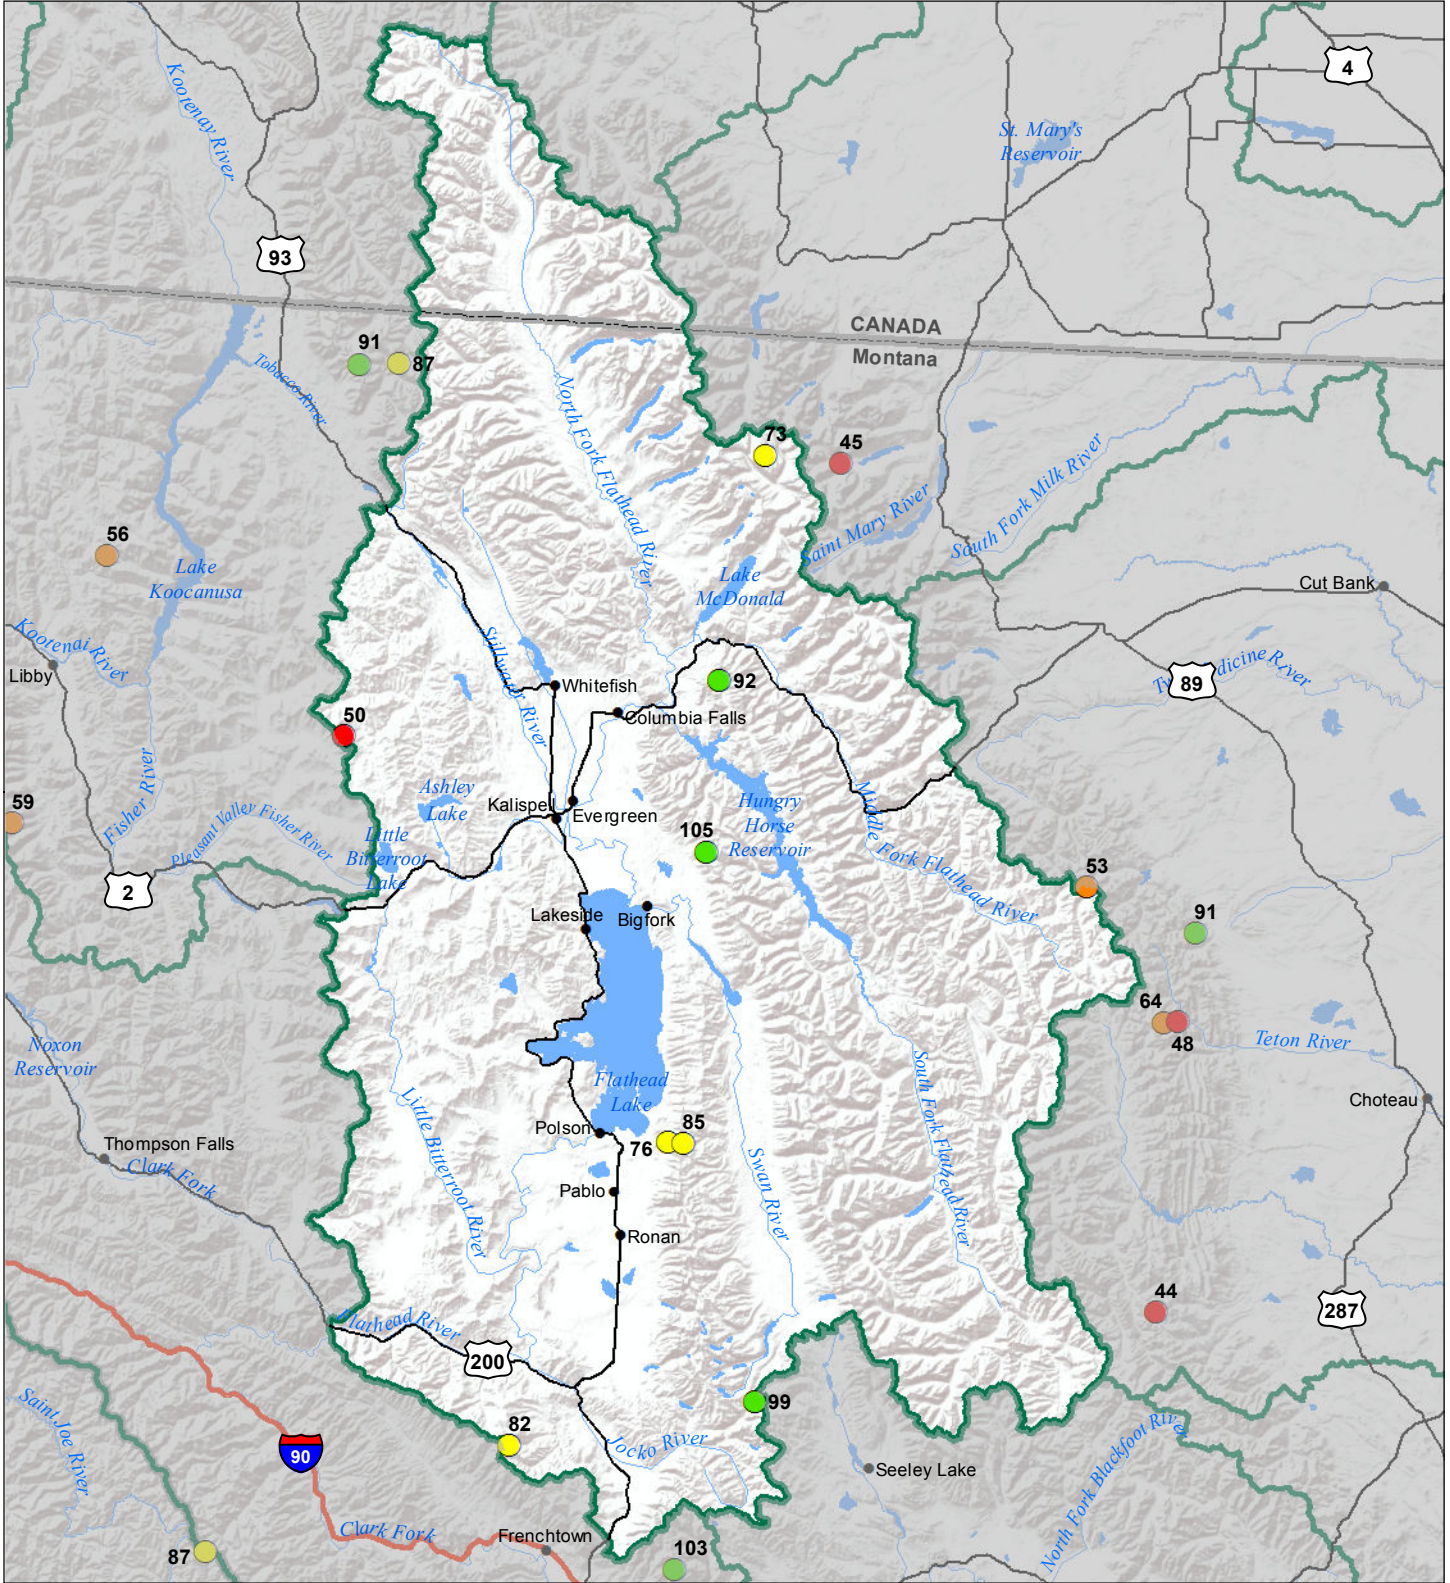 4
Kootenay River
St. Mary's
Reservoir
93
CANADA
Montana
91
87
Tobacco River
North Fork Flathead River
73
45
South Fork Milk River
Saint Mary River
56
Lake
Koocanusa
Lake
McDonald
Cut Bank
Kootenai River
Libby
Stillwater River
Whitefish
92
89
Columbia Falls
50
Ashley
Lake
Kalispell
Evergreen
Hungry
Horse
Reservoir
Middle Fork Flathead River
59
Fisher River
Pleasant Valley Fisher River
Little
Bitterroot
Lake
105
2
53
Lakeside
Bigfork
91
64
48
Teton River
Noxon
Reservoir
Flathead
Lake
South Fork Flathead River
Choteau
Little Bitterroot River
Polson
76
85
Thompson Falls
Clark Fork
Swan River
Pablo
Ronan
44
287
Flathead River
200
99
Saint Joe River
82
Jocko River
90
North Fork Blackfoot River
Seeley Lake
Clark Fork
Frenchtown
87
103